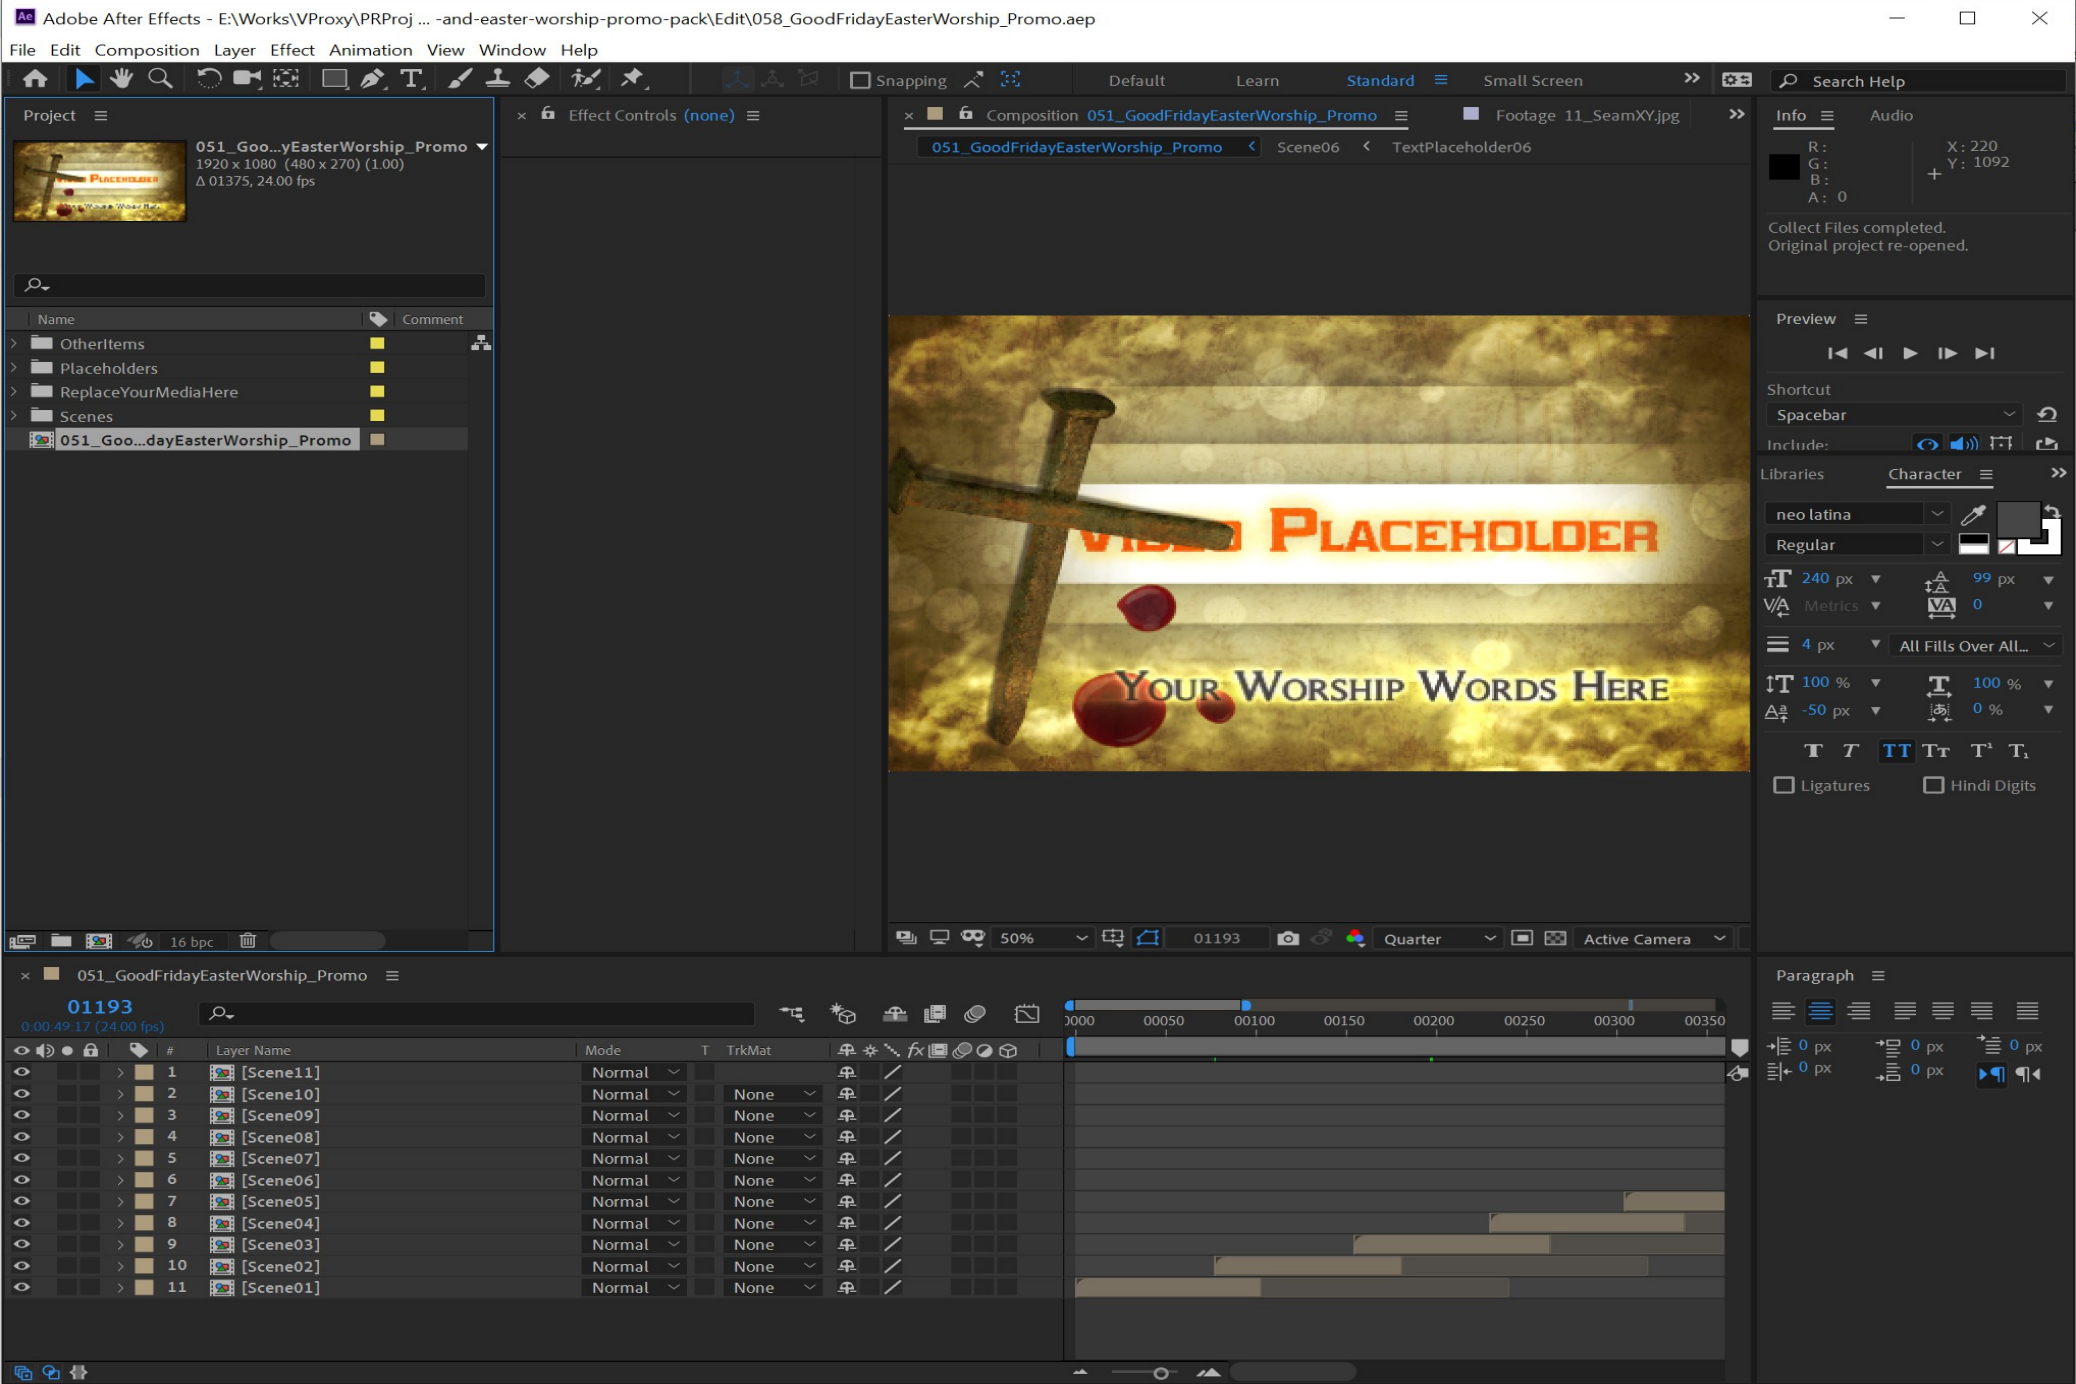 Adobe After Effects - E:\Works\VProxy\PRProj ... -and-easter-worship-promo-pack\Edit\058_GoodFridayEasterWorship_Promo.aep
File Edit Composition Layer Effect Animation View Window Help
Snapping Default Learn Standard Small Screen Search Help
Project
051_Goo...yEasterWorship_Promo
1920 x 1080 (480 x 270) (1.00)
Δ 01375, 24.00 fps
Name Comment
OtherItems
Placeholders
ReplaceYourMediaHere
Scenes
051_Goo...dayEasterWorship_Promo
16 bpc
Effect Controls (none)
Composition 051_GoodFridayEasterWorship_Promo Footage 11_SeamXY.jpg
051_GoodFridayEasterWorship_Promo Scene06 TextPlaceholder06
Video Placeholder
Your Worship Words Here
50% 01193 Quarter Active Camera
Info Audio
R: X: 220
G: Y: 1092
B:
A: 0
Collect Files completed.
Original project re-opened.
Preview
Shortcut
Spacebar
Include:
Libraries Character
neo latina
Regular
240 px 99 px
Metrics 0
4 px All Fills Over All...
100 % 100 %
-50 px 0 %
Ligatures Hindi Digits
Paragraph
0 px 0 px 0 px
0 px 0 px
051_GoodFridayEasterWorship_Promo
01193
0:00:49:17 (24.00 fps)
0000 00050 00100 00150 00200 00250 00300 00350
# Layer Name Mode T TrkMat
1 [Scene11] Normal
2 [Scene10] Normal None
3 [Scene09] Normal None
4 [Scene08] Normal None
5 [Scene07] Normal None
6 [Scene06] Normal None
7 [Scene05] Normal None
8 [Scene04] Normal None
9 [Scene03] Normal None
10 [Scene02] Normal None
11 [Scene01] Normal None